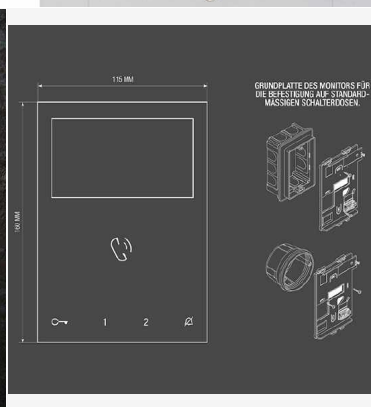 115 MM
GRUNDPLATTE DES MONITORS FÜR
DIE BEFESTIGUNG AUF STANDARD-
MÄSSIGEN SCHALTERDOSEN.
160 MM
1 2